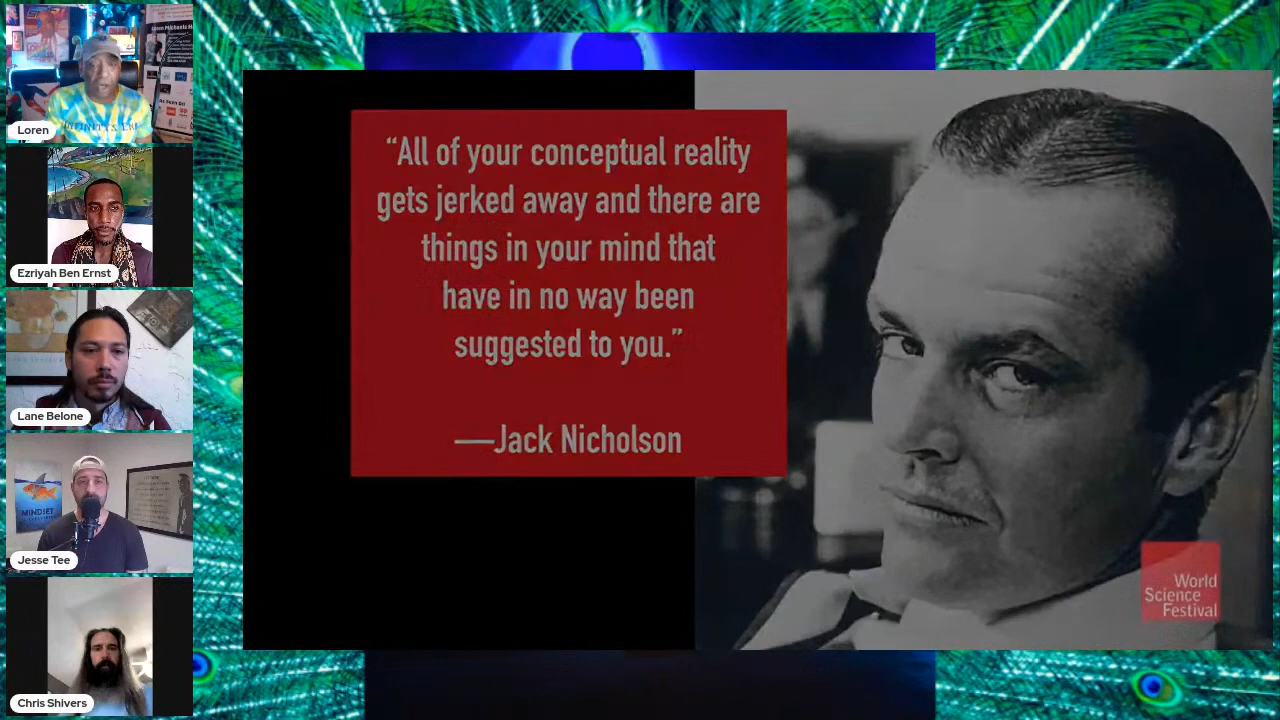 Loren
Ezriyah Ben Ernst
Lane Belone
MINDSET
Jesse Tee
Chris Shivers
“All of your conceptual reality
gets jerked away and there are
things in your mind that
have in no way been
suggested to you.”
—Jack Nicholson
World
Science
Festival